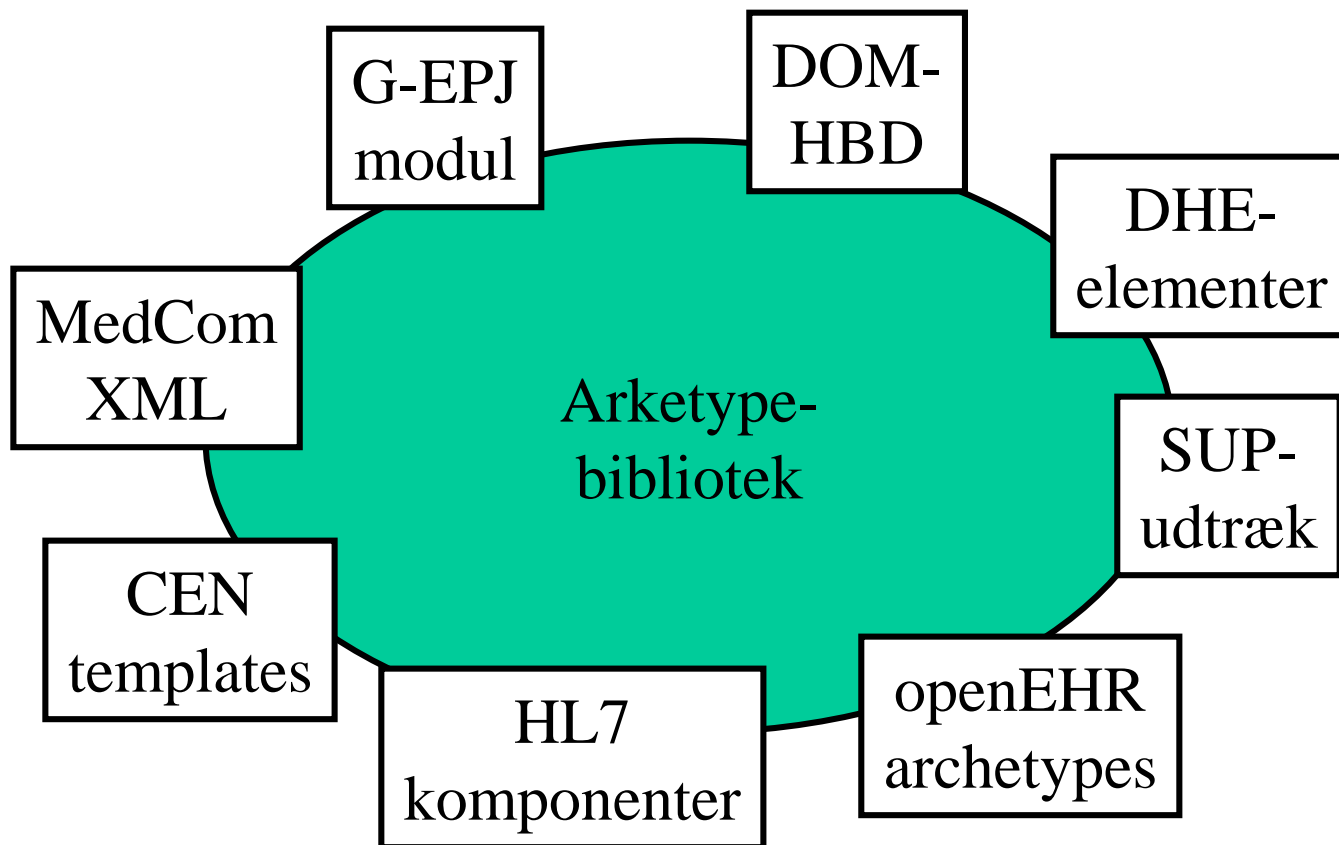 G-EPJ
modul
DOM-
HBD
DHE-
elementer
MedCom
XML
Arketype-
bibliotek
SUP-
udtræk
CEN
templates
HL7
komponenter
openEHR
archetypes